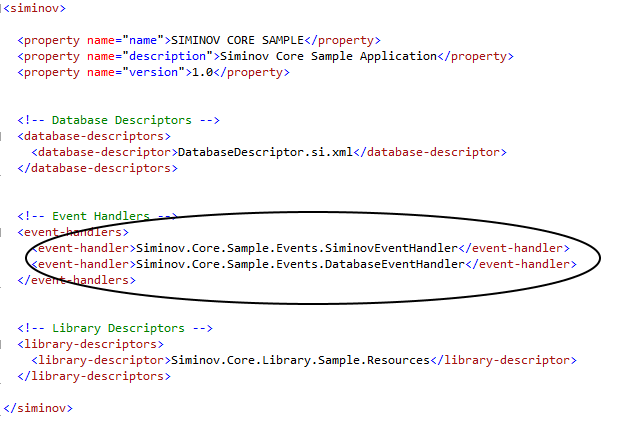 <siminov>
<property name="name">SIMINOV CORE SAMPLE</property>
<property name="description">Siminov Core Sample Application</property>
<property name="version">1.0</property>
<!-- Database Descriptors -->
<database-descriptors>
<database-descriptor>DatabaseDescriptor.si.xml</database-descriptor>
</database-descriptors>
<!-- Event Handlers -->
<event-handlers>
<event-handler>Siminov.Core.Sample.Events.SiminovEventHandler</event-handler>
<event-handler>Siminov.Core.Sample.Events.DatabaseEventHandler</event-handler>
</event-handlers>
<!-- Library Descriptors -->
<library-descriptors>
<library-descriptor>Siminov.Core.Library.Sample.Resources</library-descriptor>
</library-descriptors>
</siminov>